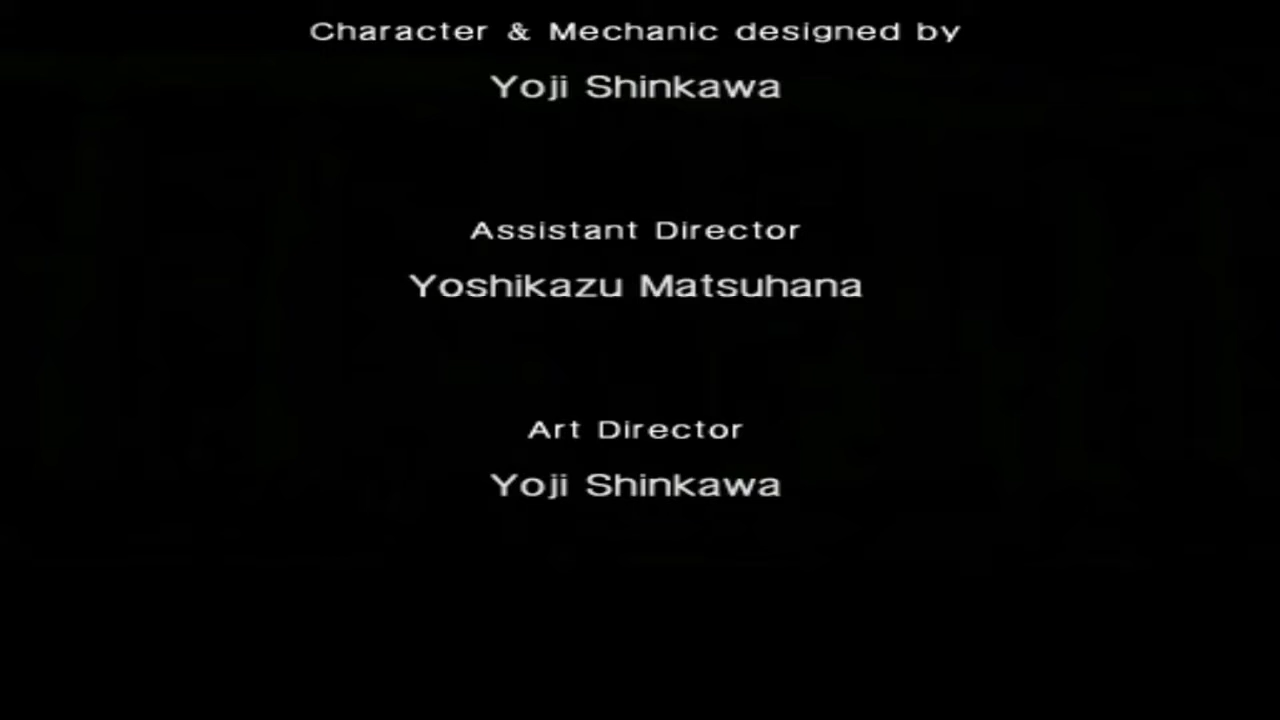 Character & Mechanic designed by
Yoji Shinkawa
Assistant Director
Yoshikazu Matsuhana
Art Director
Yoji Shinkawa